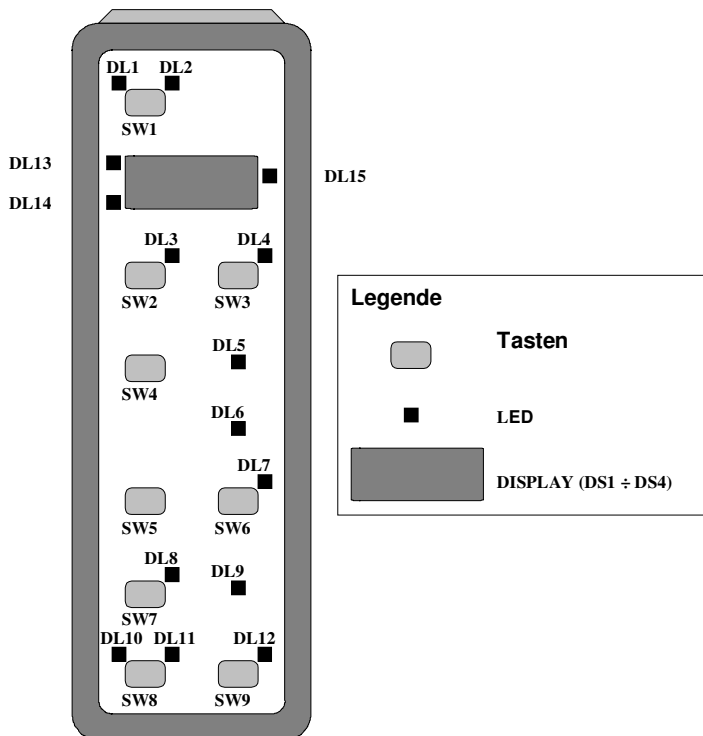 DL1 DL2
SW1
DL13
DL15
DL14
DL3 DL4
SW2 SW3
DL5
SW4
DL6
DL7
SW5 SW6
DL8 DL9
SW7
DL10 DL11 DL12
SW8 SW9
Legende
Tasten
LED
DISPLAY (DS1 ÷ DS4)